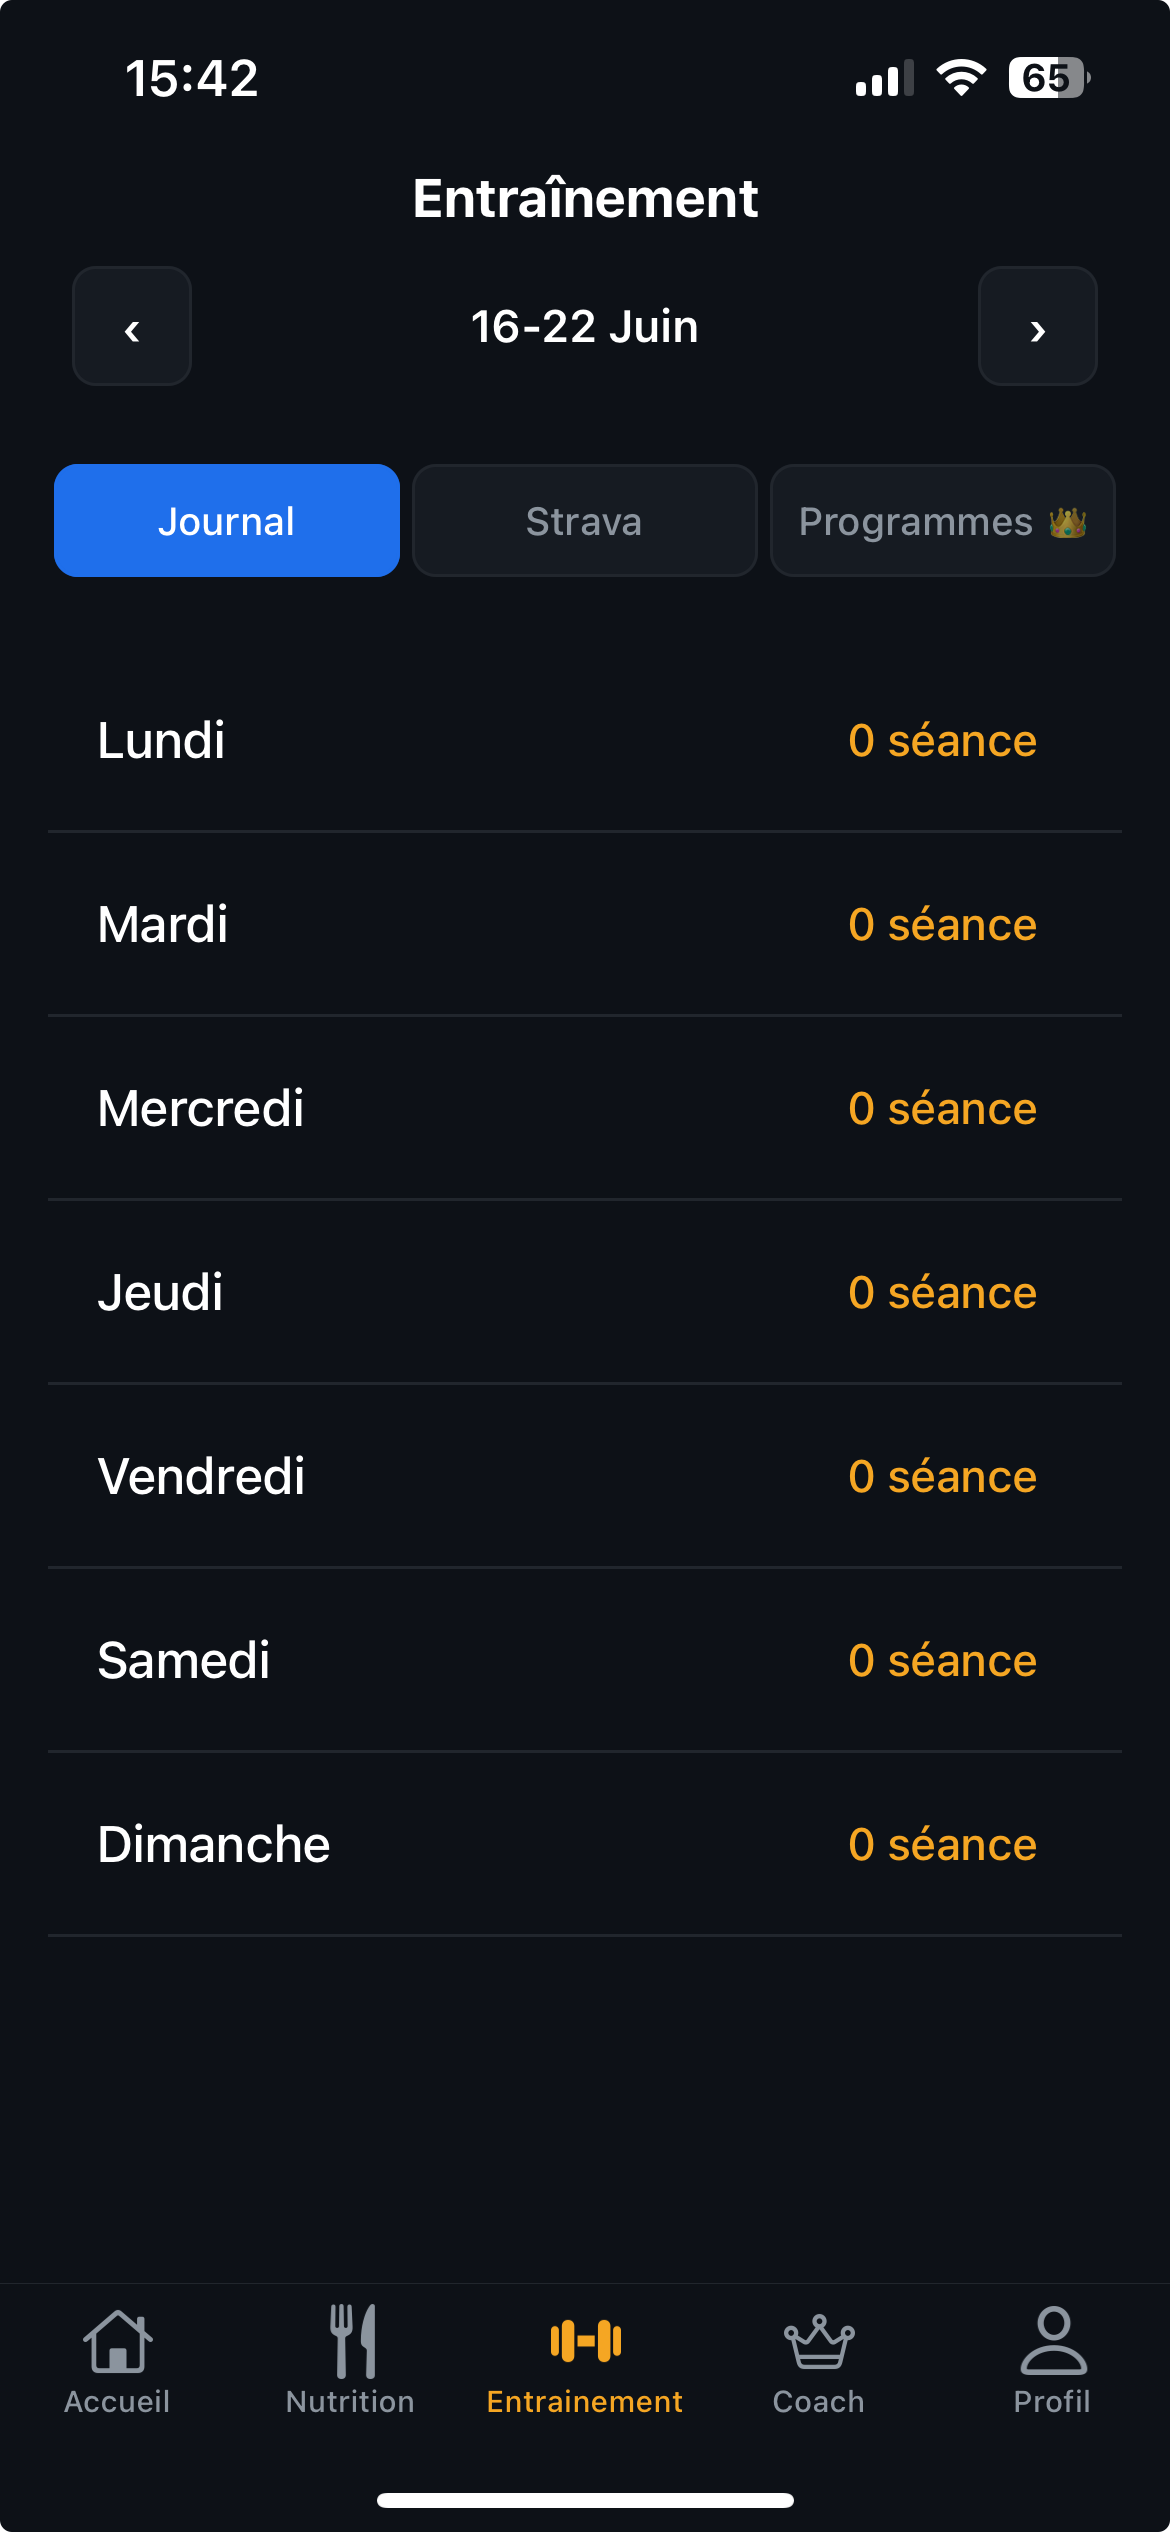 15:42
65
Entraînement
‹ 16-22 Juin ›
Journal Strava Programmes 👑
Lundi 0 séance
Mardi 0 séance
Mercredi 0 séance
Jeudi 0 séance
Vendredi 0 séance
Samedi 0 séance
Dimanche 0 séance
Accueil Nutrition Entrainement Coach Profil